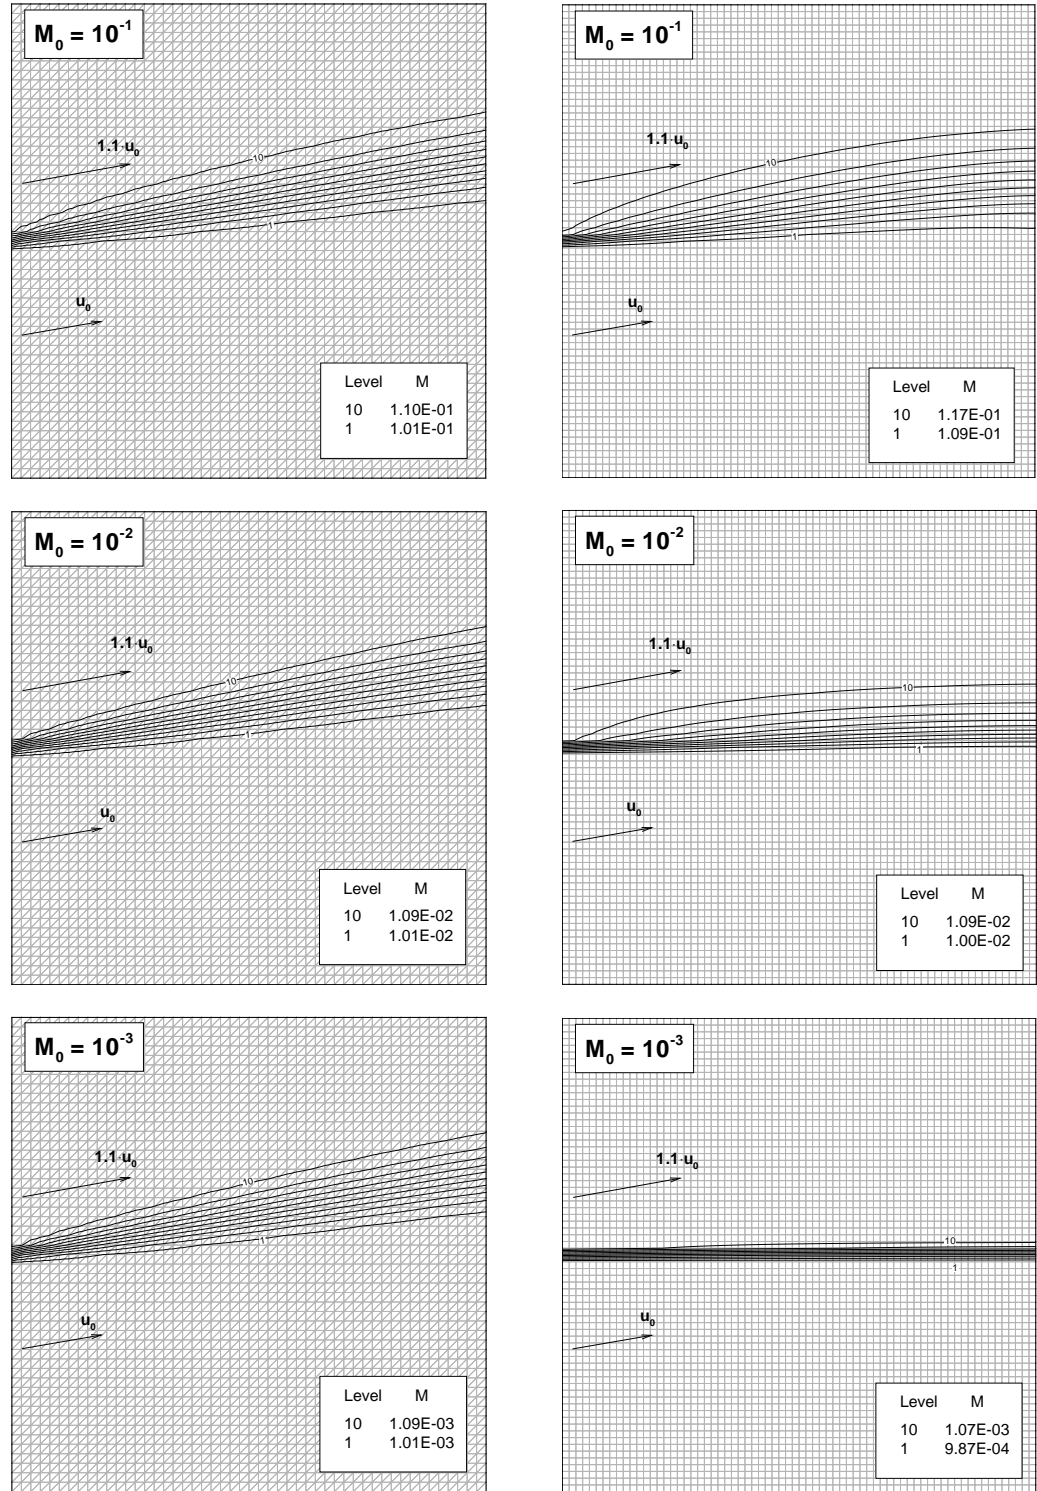 M₀ = 10⁻¹
1.1·u₀
10
1
u₀
Level M
10 1.10E-01
1 1.01E-01
M₀ = 10⁻¹
1.1·u₀
10
1
u₀
Level M
10 1.17E-01
1 1.09E-01
M₀ = 10⁻²
1.1·u₀
10
1
u₀
Level M
10 1.09E-02
1 1.01E-02
M₀ = 10⁻²
1.1·u₀
10
1
u₀
Level M
10 1.09E-02
1 1.00E-02
M₀ = 10⁻³
1.1·u₀
10
1
u₀
Level M
10 1.09E-03
1 1.01E-03
M₀ = 10⁻³
1.1·u₀
10
1
u₀
Level M
10 1.07E-03
1 9.87E-04